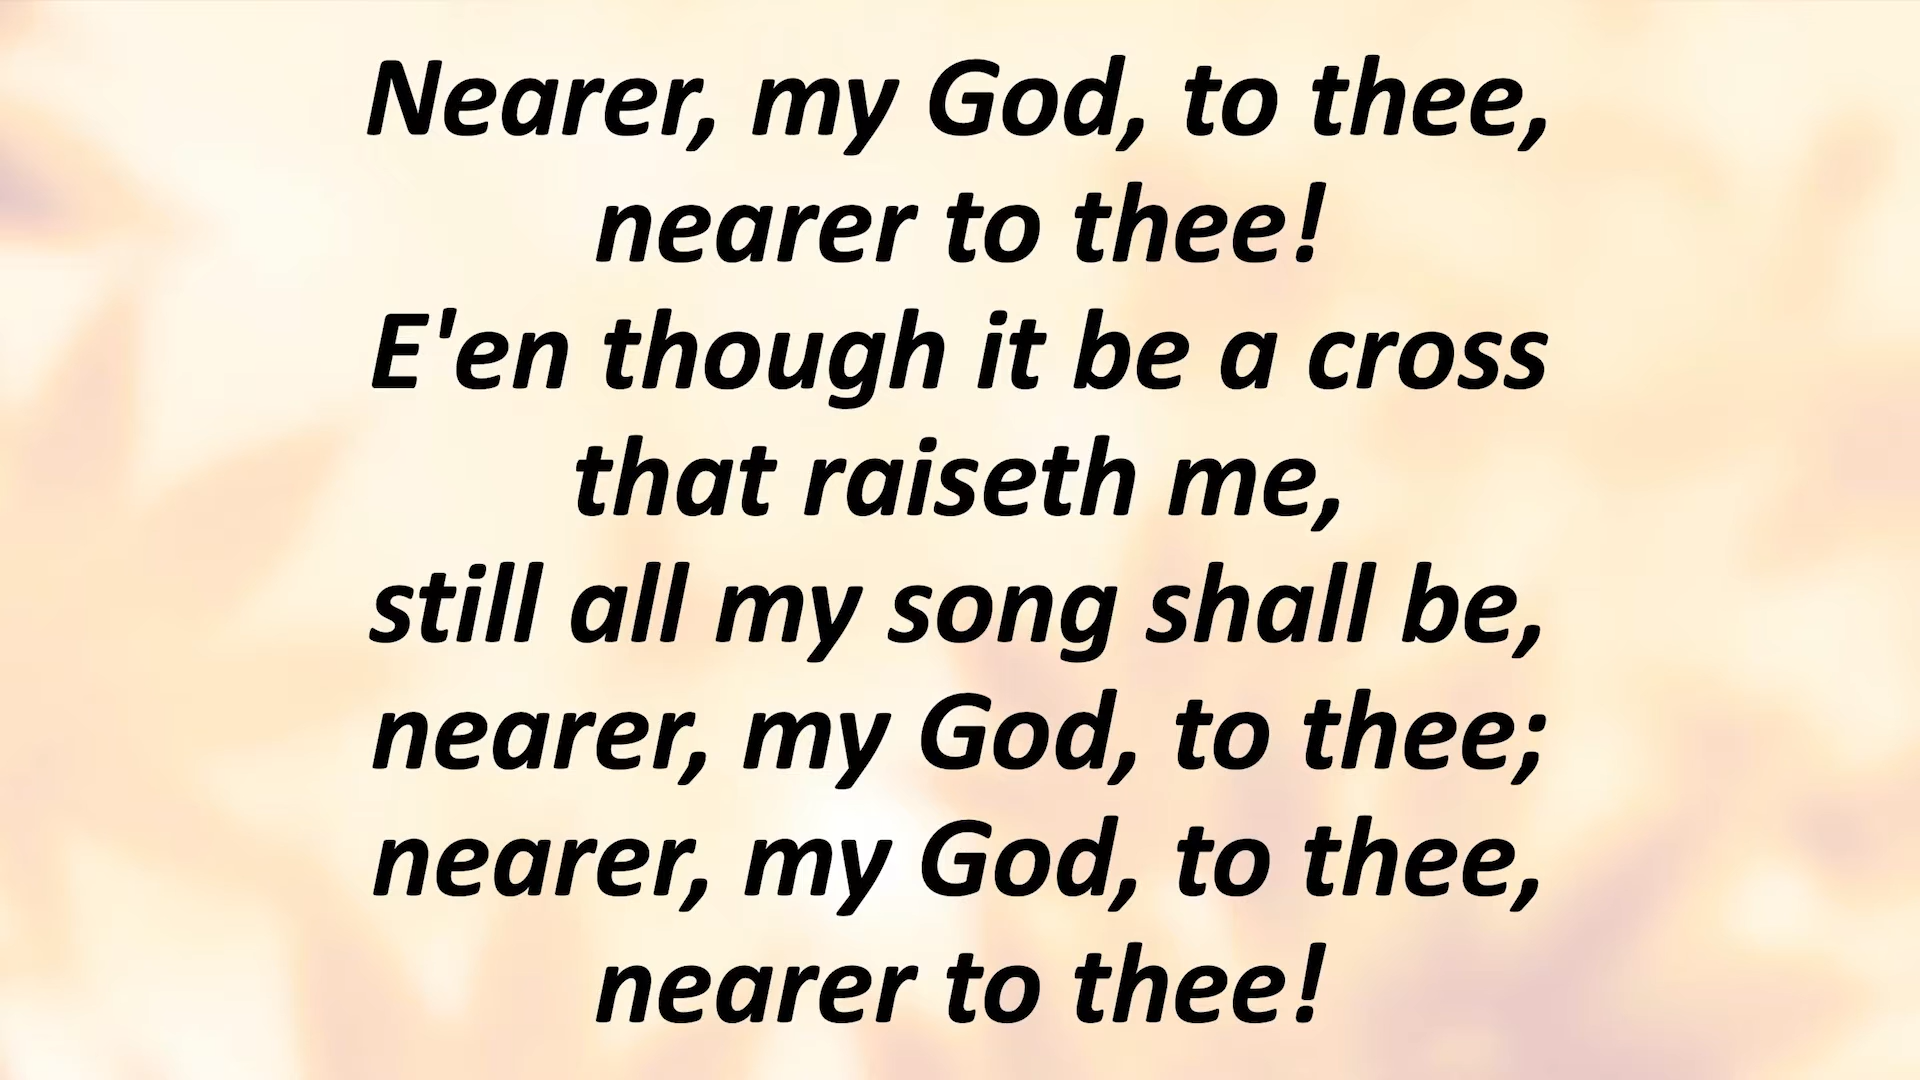 Nearer, my God, to thee,
nearer to thee!
E'en though it be a cross
that raiseth me,
still all my song shall be,
nearer, my God, to thee;
nearer, my God, to thee,
nearer to thee!